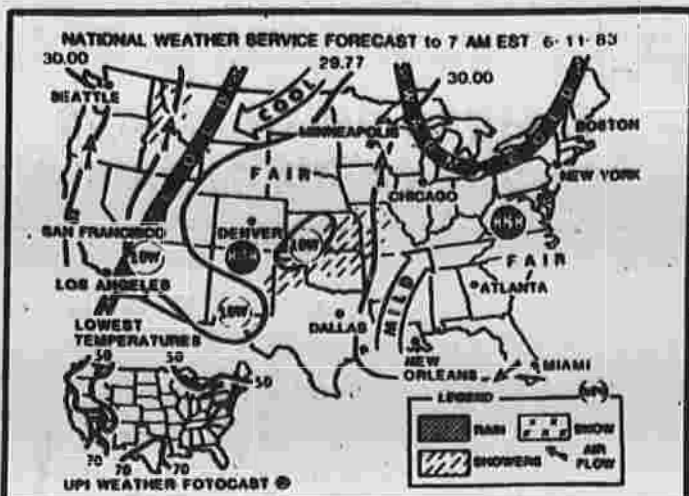 NATIONAL WEATHER SERVICE FORECAST to 7 AM EST 6-11-83
30.00
29.77
30.00
SEATTLE
COLD
COOL
WARM
COLD
MINNEAPOLIS
BOSTON
FAIR
NEW YORK
CHICAGO
SAN FRANCISCO
DENVER
HIGH
LOW
HIGH
LOW
FAIR
LOS ANGELES
ATLANTA
LOW
MILD
LOWEST
TEMPERATURES
DALLAS
50
50
50
NEW
ORLEANS
MIAMI
LEGEND
RAIN
SNOW
SHOWERS
AIR
FLOW
70
70
70
UPI WEATHER FOTOCAST ®